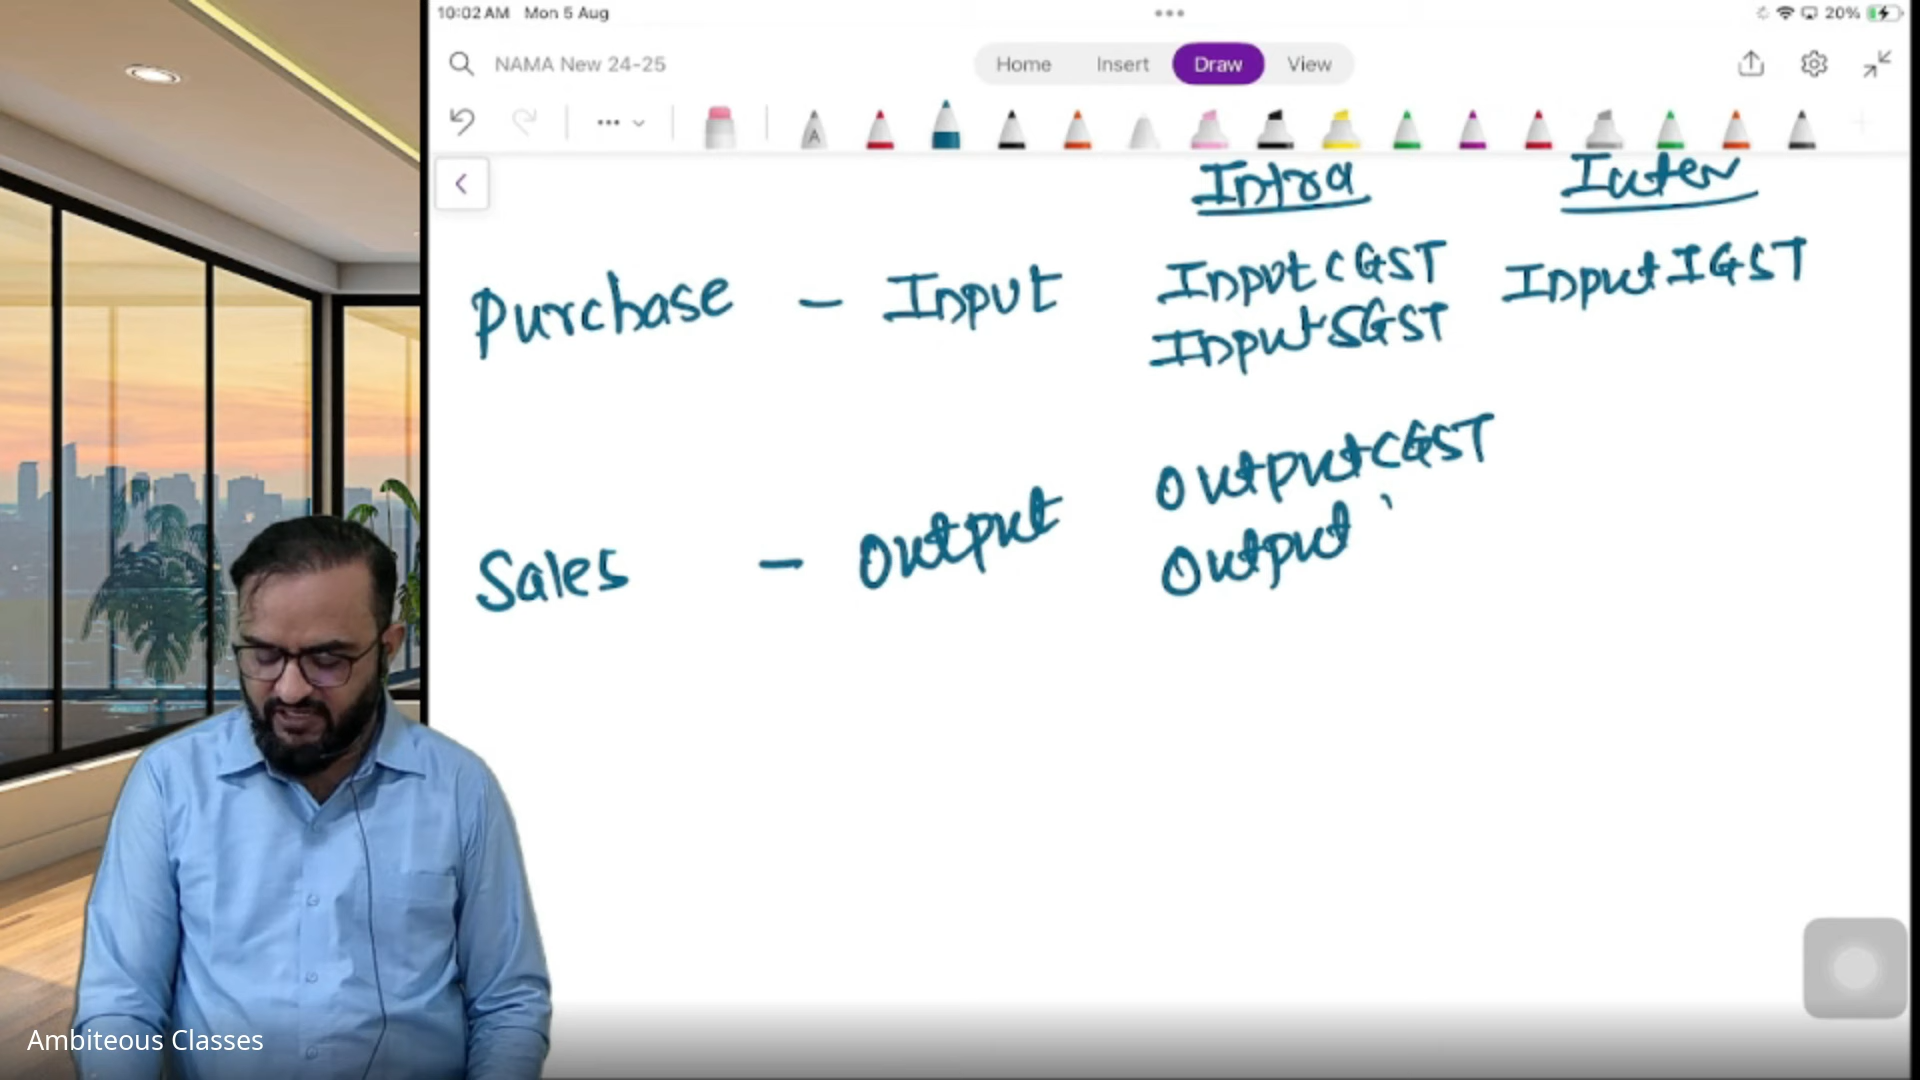 10:02 AM Mon 5 Aug
20%
NAMA New 24-25
Home Insert Draw View
A
Intra Inter
Purchase - Input Input CGST Input IGST
Input SGST
Sales - Output Output CGST
Output
Ambiteous Classes